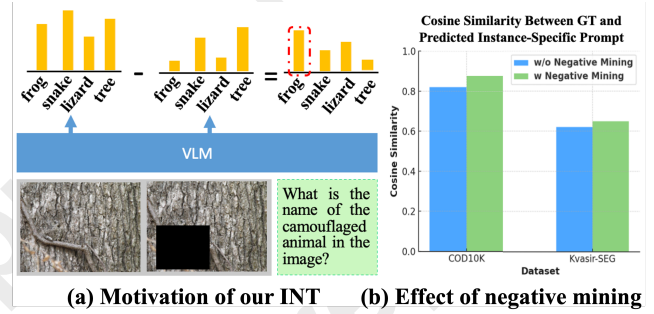 frog
snake
lizard
tree
-
frog
snake
lizard
tree
=
frog
snake
lizard
tree
VLM
What is the
name of the
camouflaged
animal in the
image?
(a) Motivation of our INT
Cosine Similarity Between GT and
Predicted Instance-Specific Prompt
w/o Negative Mining
w Negative Mining
Cosine Similarity
1.0
0.8
0.6
0.4
0.2
0.0
COD10K
Kvasir-SEG
Dataset
(b) Effect of negative mining